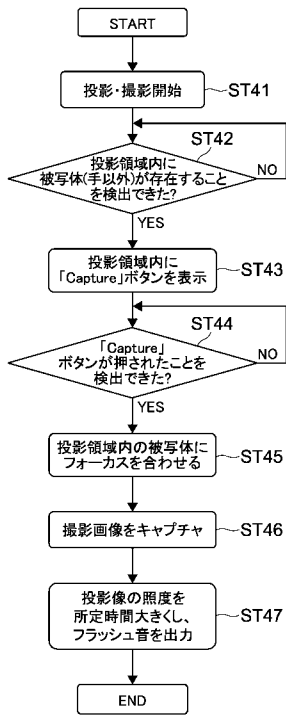 START
投影・撮影開始
ST41
ST42
投影領域内に
被写体(手以外)が存在すること
を検出できた?
NO
YES
投影領域内に
「Capture」ボタンを表示
ST43
ST44
「Capture」
ボタンが押されたことを
検出できた?
NO
YES
投影領域内の被写体に
フォーカスを合わせる
ST45
撮影画像をキャプチャ
ST46
投影像の照度を
所定時間大きくし、
フラッシュ音を出力
ST47
END